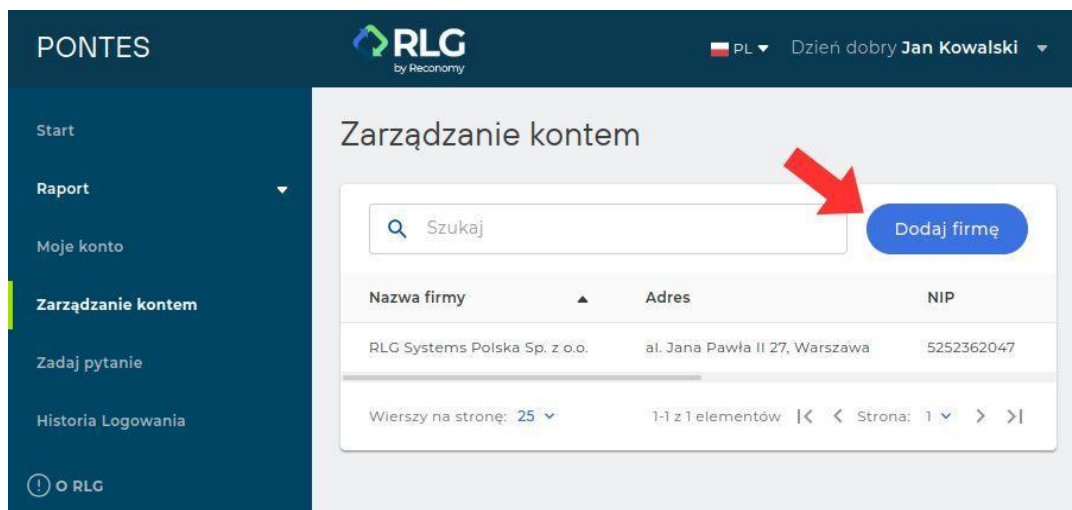 PONTES
RLG
by Reconomy
PL
Dzień dobry Jan Kowalski
Start
Raport
Moje konto
Zarządzanie kontem
Zadaj pytanie
Historia Logowania
O RLG
Zarządzanie kontem
Szukaj
Dodaj firmę
Nazwa firmy Adres NIP
RLG Systems Polska Sp. z o.o. al. Jana Pawła II 27, Warszawa 5252362047
Wierszy na stronę: 25 1-1 z 1 elementów Strona: 1